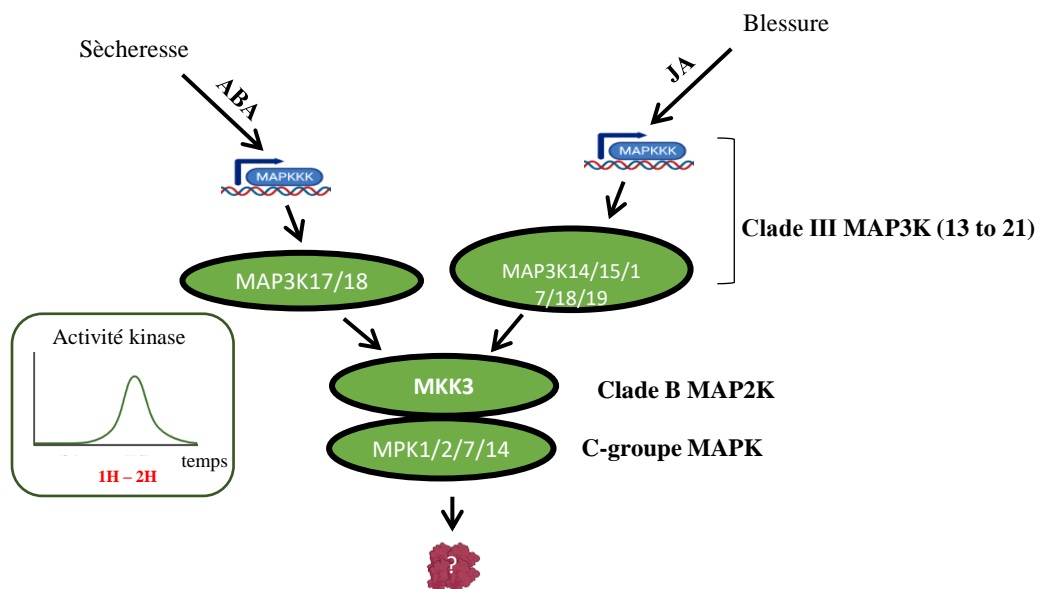 Blessure
Sècheresse
ABA
JA
MAPKKK
MAPKKK
Clade III MAP3K (13 to 21)
MAP3K17/18
MAP3K14/15/1
7/18/19
Activité kinase
temps
1H – 2H
MKK3
Clade B MAP2K
MPK1/2/7/14
C-groupe MAPK
?